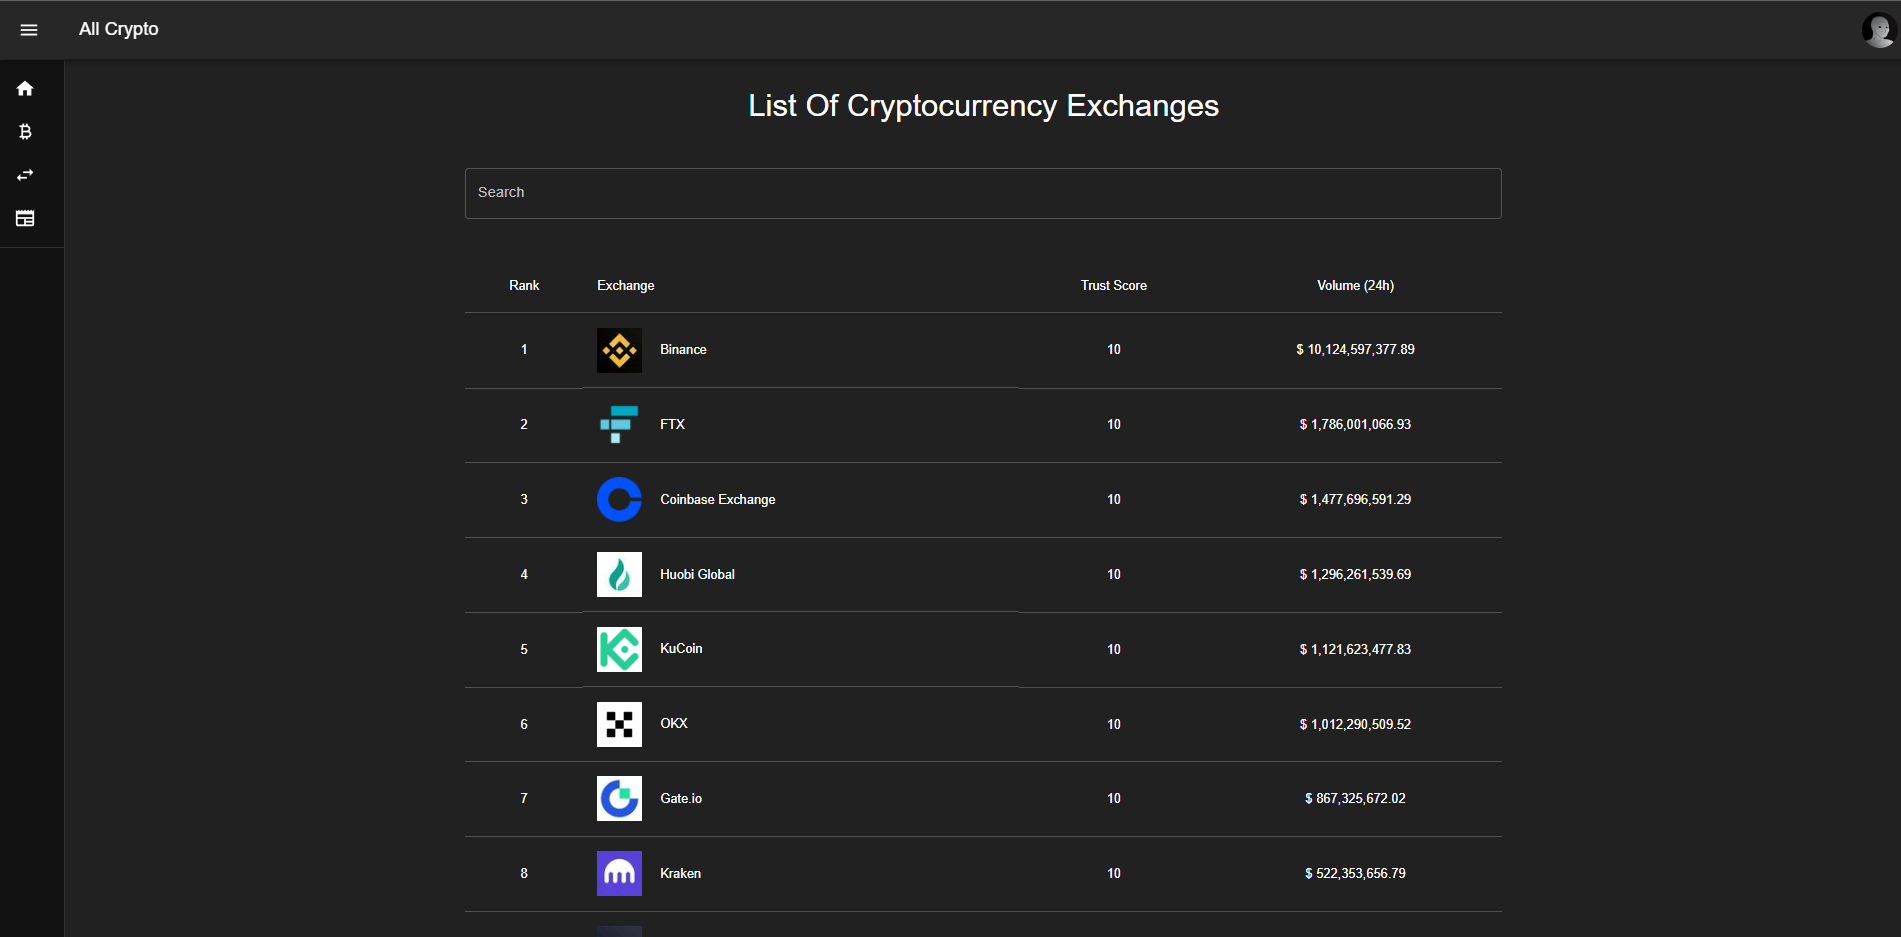 All Crypto
List Of Cryptocurrency Exchanges
Search
Rank Exchange Trust Score Volume (24h)
1 Binance 10 $ 10,124,597,377.89
2 FTX 10 $ 1,786,001,066.93
3 Coinbase Exchange 10 $ 1,477,696,591.29
4 Huobi Global 10 $ 1,296,261,539.69
5 KuCoin 10 $ 1,121,623,477.83
6 OKX 10 $ 1,012,290,509.52
7 Gate.io 10 $ 867,325,672.02
8 Kraken 10 $ 522,353,656.79